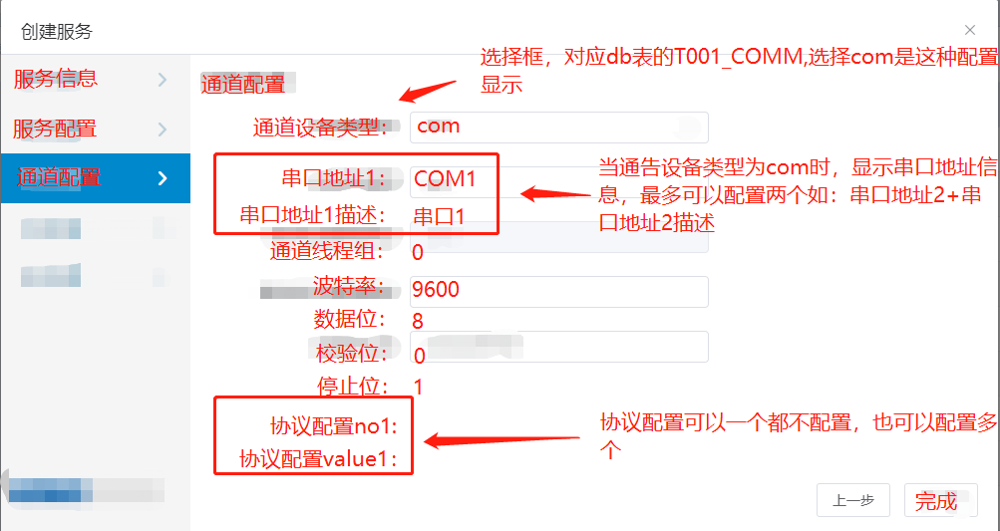 创建服务
×
选择框，对应db表的T001_COMM,选择com是这种配置
显示
服务信息
服务配置
通道配置
通道配置
通道设备类型： com
串口地址1： COM1
串口地址1描述： 串口1
当通告设备类型为com时，显示串口地址信
息，最多可以配置两个如：串口地址2+串
口地址2描述
通道线程组： 0
波特率： 9600
数据位： 8
校验位： 0
停止位： 1
协议配置no1:
协议配置value1：
协议配置可以一个都不配置，也可以配置多
个
上一步
完成